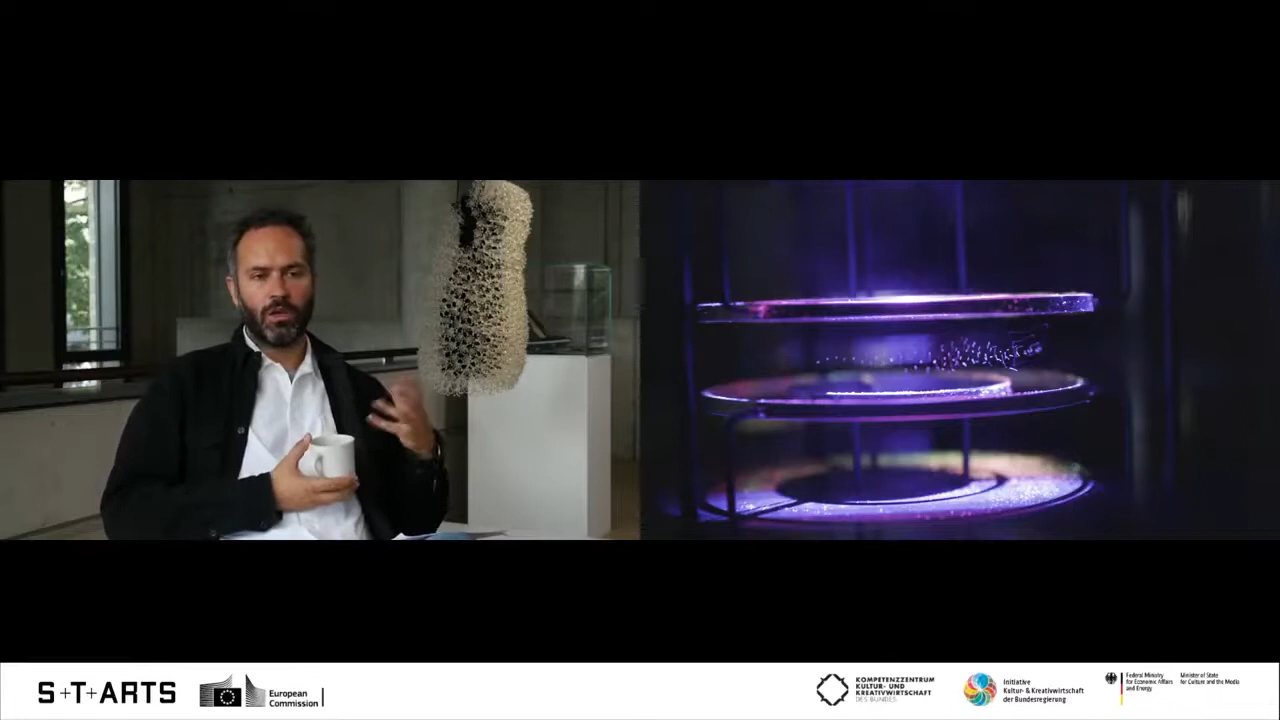 S+T+ARTS
European
Commission
KOMPETENZZENTRUM
KULTUR- UND
KREATIVWIRTSCHAFT
DES BUNDES
Initiative
Kultur- & Kreativwirtschaft
der Bundesregierung
Federal Ministry
for Economic Affairs
and Energy
Minister of State
for Culture and the Media